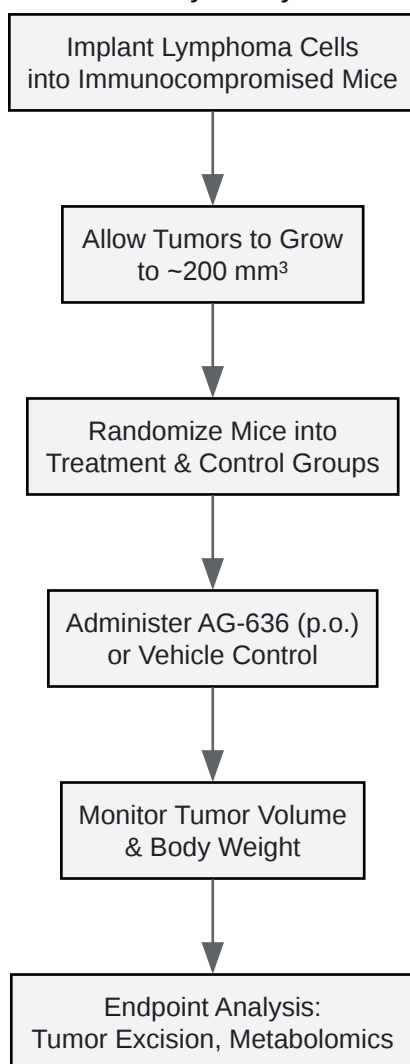 Implant Lymphoma Cells
into Immunocompromised Mice
Allow Tumors to Grow
to ~200 mm³
Randomize Mice into
Treatment & Control Groups
Administer AG-636 (p.o.)
or Vehicle Control
Monitor Tumor Volume
& Body Weight
Endpoint Analysis:
Tumor Excision, Metabolomics